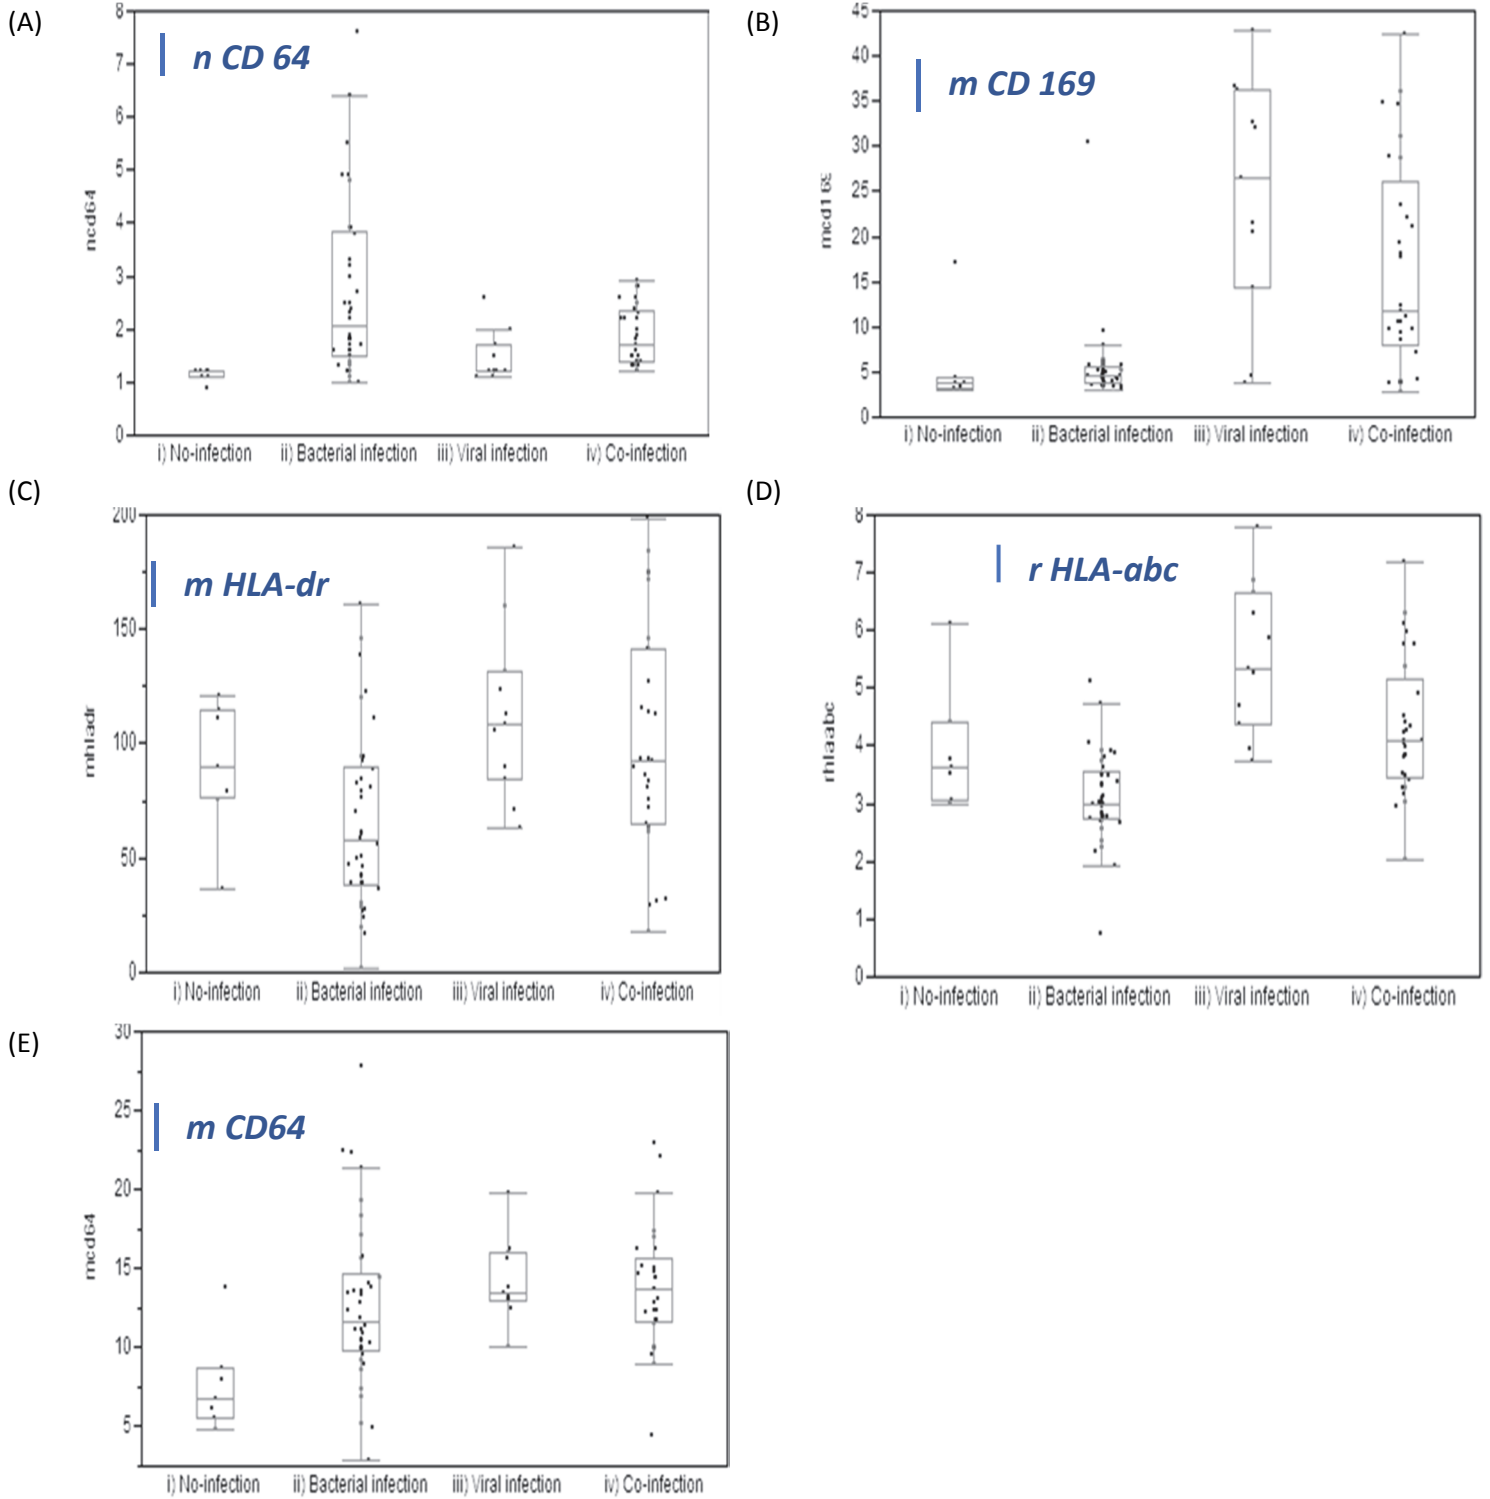 (A)
n CD 64
8
7
6
5
4
3
2
1
0
ncd64
i) No-infection ii) Bacterial infection iii) Viral infection iv) Co-infection
(B)
m CD 169
45
40
35
30
25
20
15
10
5
0
mcd169
i) No-infection ii) Bacterial infection iii) Viral infection iv) Co-infection
(C)
m HLA-dr
200
150
100
50
0
mhladr
i) No-infection ii) Bacterial infection iii) Viral infection iv) Co-infection
(D)
r HLA-abc
8
7
6
5
4
3
2
1
0
rhlaabc
i) No-infection ii) Bacterial infection iii) Viral infection iv) Co-infection
(E)
m CD64
30
25
20
15
10
5
mcd64
i) No-infection ii) Bacterial infection iii) Viral infection iv) Co-infection